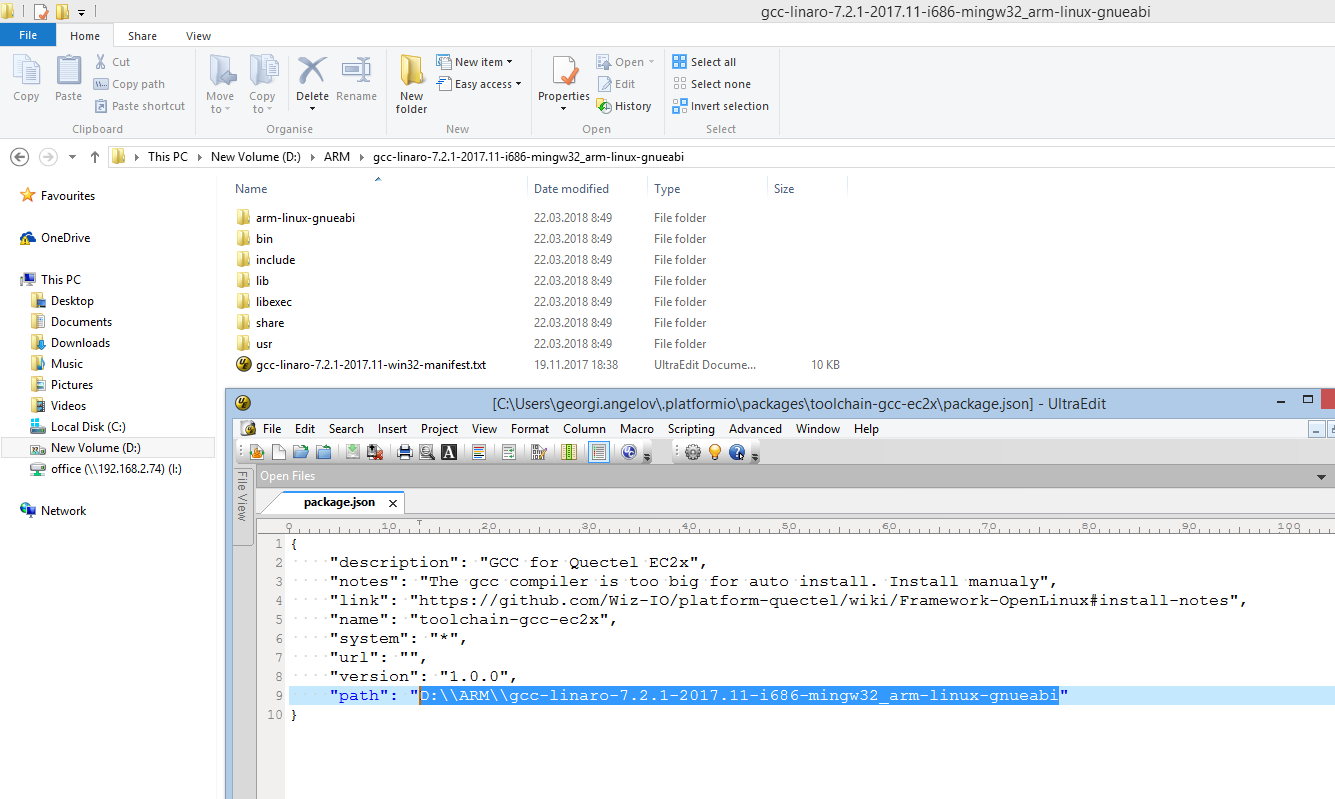 gcc-linaro-7.2.1-2017.11-i686-mingw32_arm-linux-gnueabi
File Home Share View
Copy
Paste
Cut
Copy path
Paste shortcut
Clipboard
Move to
Copy to
Delete
Rename
Organise
New folder
New item
Easy access
New
Properties
Open
Edit
History
Open
Select all
Select none
Invert selection
Select
This PC New Volume (D:) ARM gcc-linaro-7.2.1-2017.11-i686-mingw32_arm-linux-gnueabi
Favourites
OneDrive
This PC
Desktop
Documents
Downloads
Music
Pictures
Videos
Local Disk (C:)
New Volume (D:)
office (\\192.168.2.74) (I:)
Network
Name Date modified Type Size
arm-linux-gnueabi 22.03.2018 8:49 File folder
bin 22.03.2018 8:49 File folder
include 22.03.2018 8:49 File folder
lib 22.03.2018 8:49 File folder
libexec 22.03.2018 8:49 File folder
share 22.03.2018 8:49 File folder
usr 22.03.2018 8:49 File folder
gcc-linaro-7.2.1-2017.11-win32-manifest.txt 19.11.2017 18:38 UltraEdit Docume... 10 KB
[C:\Users\georgi.angelov\.platformio\packages\toolchain-gcc-ec2x\package.json] - UltraEdit
File Edit Search Insert Project View Format Column Macro Scripting Advanced Window Help
File View
Open Files
package.json
0 10 20 30 40 50 60 70 80 90 100
1 {
2 "description": "GCC for Quectel EC2x",
3 "notes": "The gcc compiler is too big for auto install. Install manualy",
4 "link": "https://github.com/Wiz-IO/platform-quectel/wiki/Framework-OpenLinux#install-notes",
5 "name": "toolchain-gcc-ec2x",
6 "system": "*",
7 "url": "",
8 "version": "1.0.0",
9 "path": "D:\\ARM\\gcc-linaro-7.2.1-2017.11-i686-mingw32_arm-linux-gnueabi"
10 }